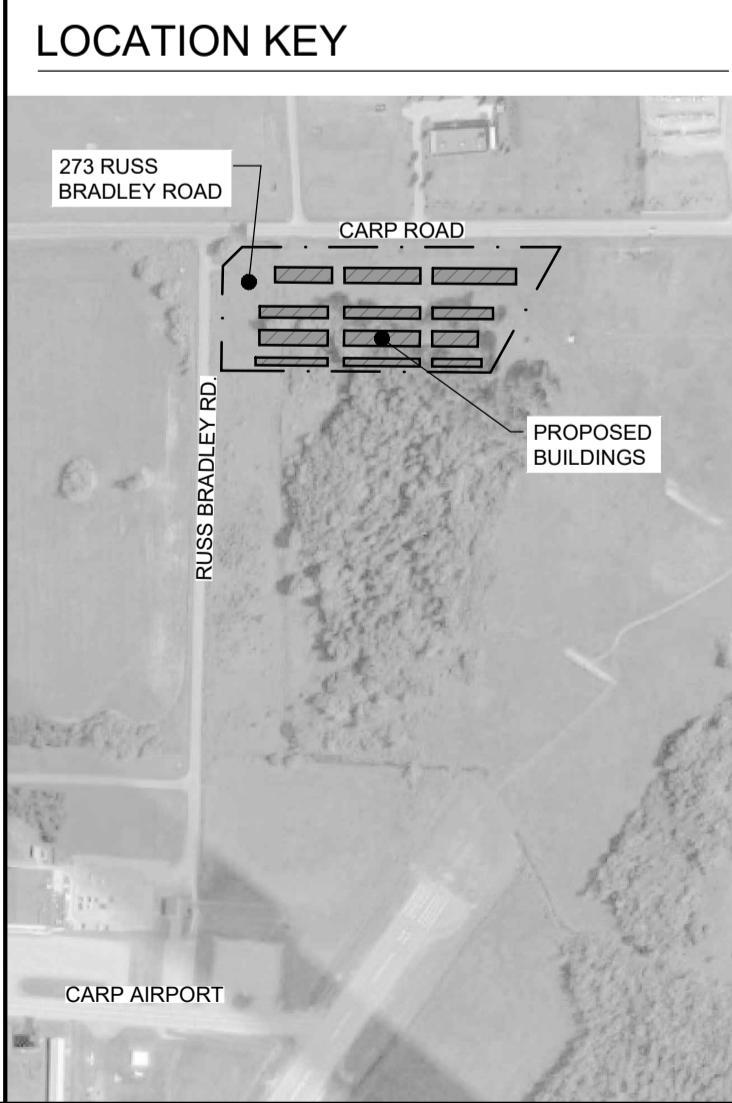 LOCATION KEY
273 RUSS
BRADLEY ROAD
CARP ROAD
RUSS BRADLEY RD.
PROPOSED
BUILDINGS
CARP AIRPORT